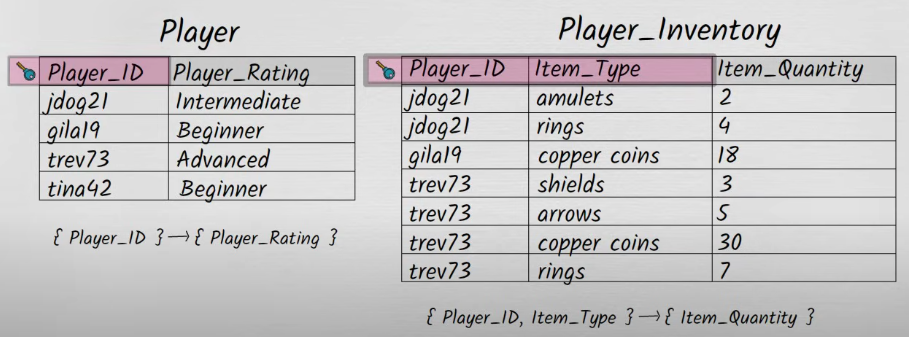 Player
Player_ID Player_Rating
jdog21 Intermediate
gila19 Beginner
trev73 Advanced
tina42 Beginner
{ Player_ID } → { Player_Rating }
Player_Inventory
Player_ID Item_Type Item_Quantity
jdog21 amulets 2
jdog21 rings 4
gila19 copper coins 18
trev73 shields 3
trev73 arrows 5
trev73 copper coins 30
trev73 rings 7
{ Player_ID, Item_Type } → { Item_Quantity }